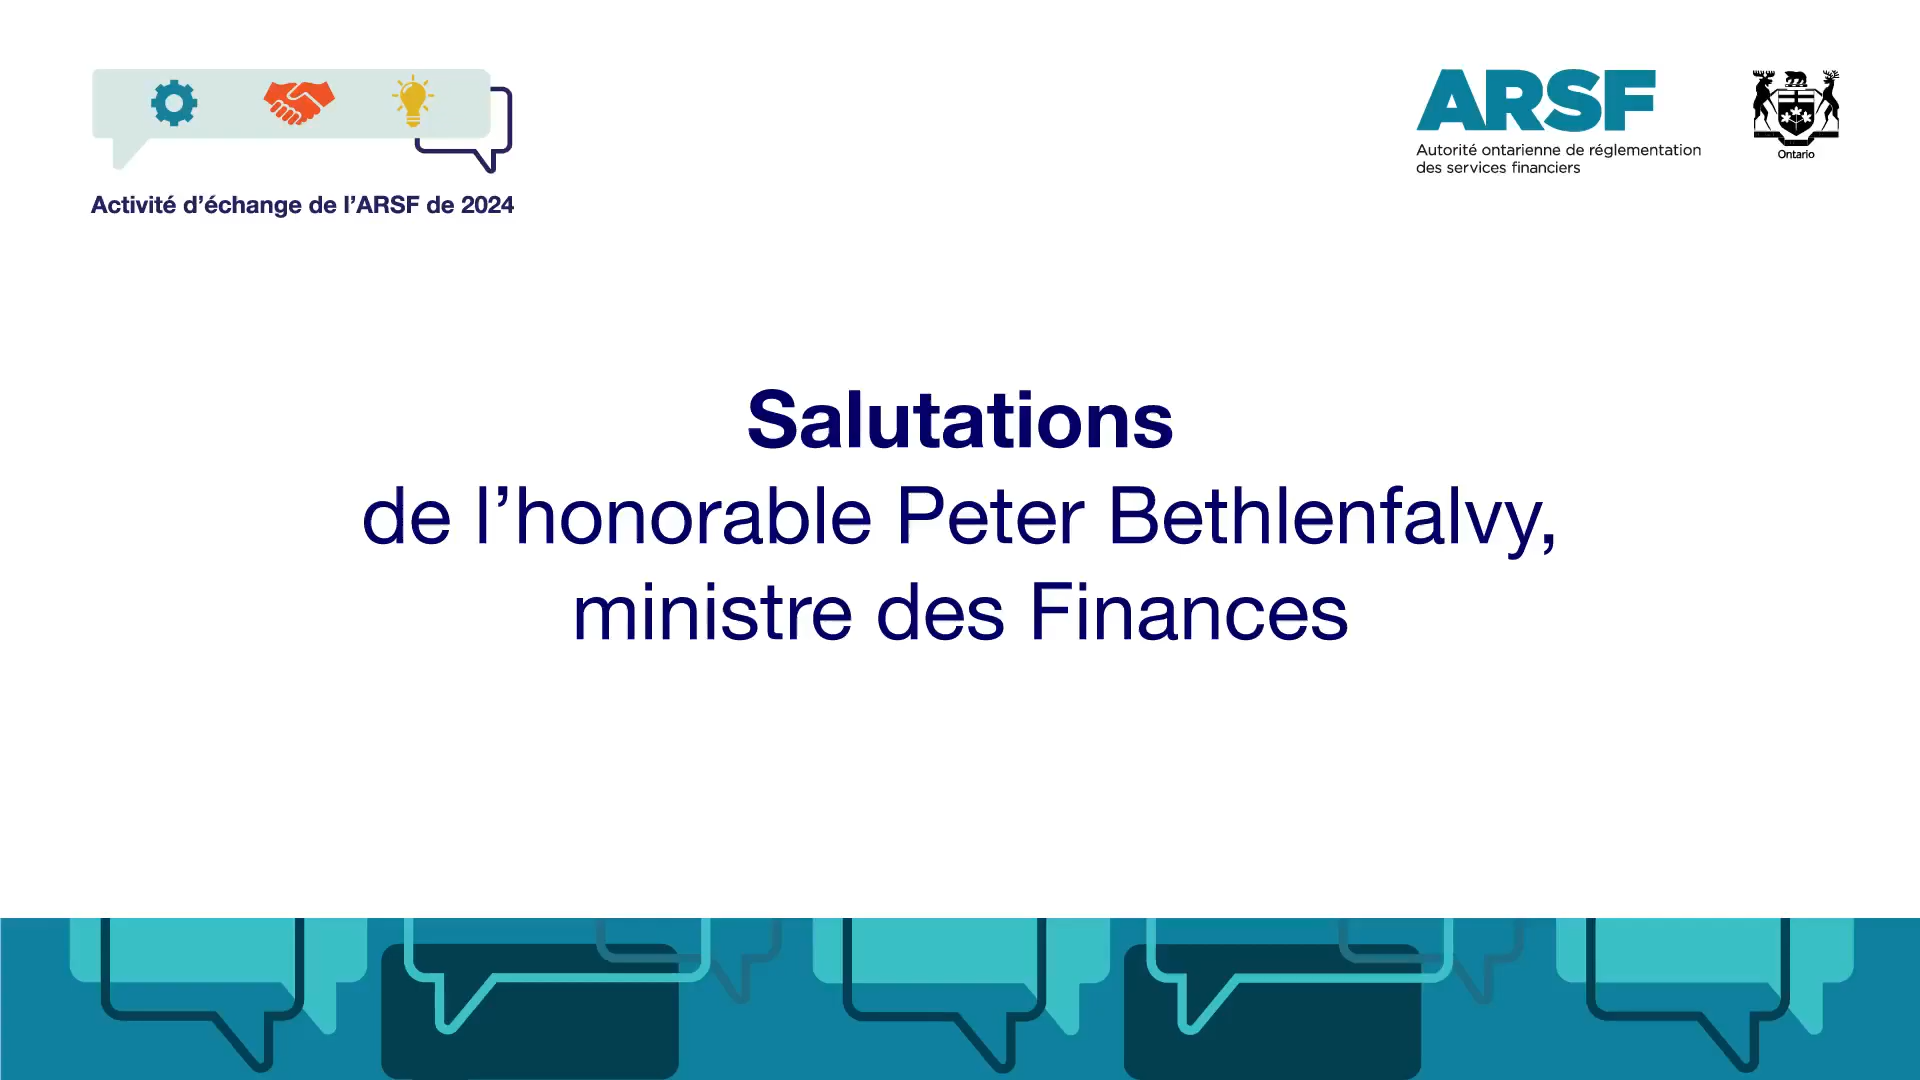 Activité d’échange de l’ARSF de 2024
ARSF
Autorité ontarienne de réglementation
des services financiers
Ontario
Salutations
de l’honorable Peter Bethlenfalvy,
ministre des Finances